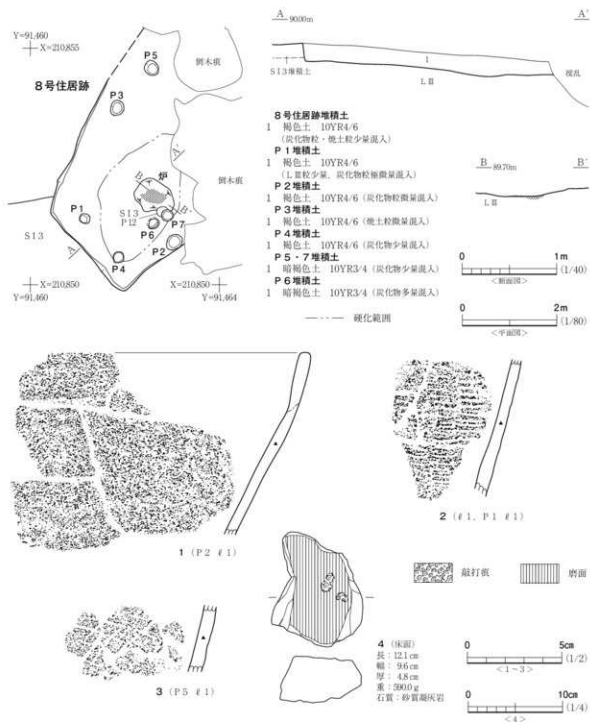 Y=91,460
X=210,855
8号住居跡
P5
倒木痕
P3
炉
A′
B
B′
倒木痕
P1
SI3
P12
P6
P7
P2
SI3
A
P4
X=210,850
Y=91,460
X=210,850
Y=91,464
A 90.00m A′
1
SI3堆積土
LⅢ
撹乱
8号住居跡堆積土
1 褐色土 10YR4/6
(炭化物粒・焼土粒少量混入)
P1堆積土
1 褐色土 10YR4/6
(LⅢ粒少量、炭化物粒極微量混入)
P2堆積土
1 褐色土 10YR4/6 (炭化物粒微量混入)
P3堆積土
1 褐色土 10YR4/6 (焼土粒微量混入)
P4堆積土
1 褐色土 10YR4/6 (炭化物少量混入)
P5・7堆積土
1 暗褐色土 10YR3/4 (炭化物少量混入)
P6堆積土
1 暗褐色土 10YR3/4 (炭化物多量混入)
硬化範囲
B 89.70m B′
LⅢ
0 1m
(1/40)
<断面図>
0 2m
(1/80)
<平面図>
1 (P2 ℓ1)
2 (ℓ1, P1 ℓ1)
3 (P5 ℓ1)
敲打痕
磨面
4 (床面)
長:12.1cm
幅:9.6cm
厚:4.8cm
重:590.0g
石質:砂質凝灰岩
0 5cm
(1/2)
<1~3>
0 10cm
(1/4)
<4>